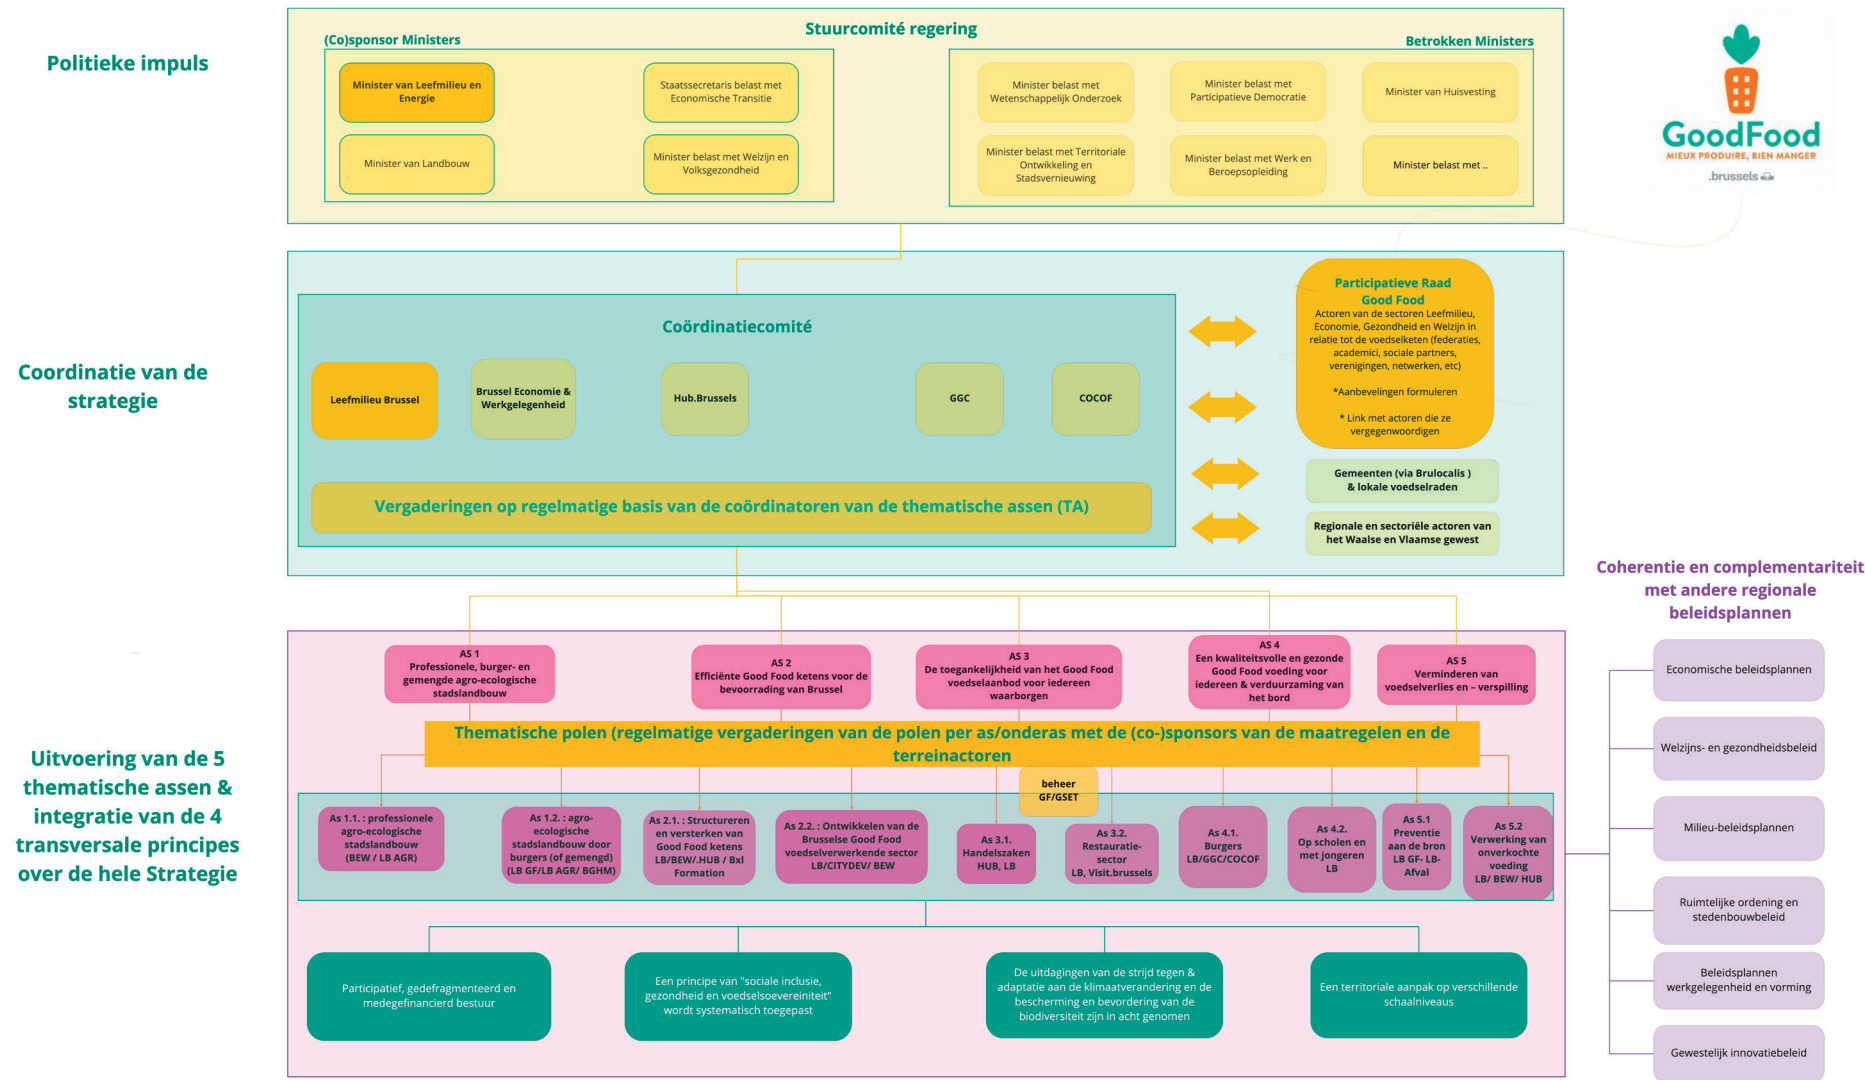 Politieke impuls
Stuurcomité regering
(Co)sponsor Ministers
Minister van Leefmilieu en
Energie
Staatssecretaris belast met
Economische Transitie
Minister van Landbouw
Minister belast met Welzijn en
Volksgezondheid
Betrokken Ministers
Minister belast met
Wetenschappelijk Onderzoek
Minister belast met
Participatieve Democratie
Minister van Huisvesting
Minister belast met Territoriale
Ontwikkeling en
Stadsvernieuwing
Minister belast met Werk en
Beroepsopleiding
Minister belast met ..
GoodFood
MIEUX PRODUIRE, BIEN MANGER
.brussels
Coordinatie van de
strategie
Coördinatiecomité
Leefmilieu Brussel
Brussel Economie &
Werkgelegenheid
Hub.Brussels
GGC
COCOF
Vergaderingen op regelmatige basis van de coördinatoren van de thematische assen (TA)
Participatieve Raad
Good Food
Actoren van de sectoren Leefmilieu,
Economie, Gezondheid en Welzijn in
relatie tot de voedselketen (federaties,
academici, sociale partners,
verenigingen, netwerken, etc)
*Aanbevelingen formuleren
* Link met actoren die ze
vergegenwoordigen
Gemeenten (via Brulocalis )
& lokale voedselraden
Regionale en sectoriële actoren van
het Waalse en Vlaamse gewest
Uitvoering van de 5
thematische assen &
integratie van de 4
transversale principes
over de hele Strategie
AS 1
Professionele, burger- en
gemengde agro-ecologische
stadslandbouw
AS 2
Efficiënte Good Food ketens voor de
bevoorrading van Brussel
AS 3
De toegankelijkheid van het Good Food
voedselaanbod voor iedereen
waarborgen
AS 4
Een kwaliteitsvolle en gezonde
Good Food voeding voor
iedereen & verduurzaming van
het bord
AS 5
Verminderen van
voedselverlies en – verspilling
Thematische polen (regelmatige vergaderingen van de polen per as/onderas met de (co-)sponsors van de maatregelen en de
terreinactoren
beheer
GF/GSET
As 1.1. : professionele
agro-ecologische
stadslandbouw
(BEW / LB AGR)
As 1.2. : agro-
ecologische
stadslandbouw door
burgers (of gemengd)
(LB GF/LB AGR/ BGHM)
As 2.1. : Structureren
en versterken van
Good Food ketens
LB/BEW/.HUB / Bxl
Formation
As 2.2. : Ontwikkelen van de
Brusselse Good Food
voedselverwerkende sector
LB/CITYDEV/ BEW
As 3.1.
Handelszaken
HUB, LB
As 3.2.
Restauratie-
sector
LB, Visit.brussels
As 4.1.
Burgers
LB/GGC/COCOF
As 4.2.
Op scholen en
met jongeren
LB
As 5.1
Preventie
aan de bron
LB GF- LB-
Afval
As 5.2
Verwerking van
onverkochte
voeding
LB/ BEW/ HUB
Participatief, gedefragmenteerd en
medegefinancierd bestuur
Een principe van "sociale inclusie,
gezondheid en voedselsoevereiniteit"
wordt systematisch toegepast
De uitdagingen van de strijd tegen &
adaptatie aan de klimaatverandering en de
bescherming en bevordering van de
biodiversiteit zijn in acht genomen
Een territoriale aanpak op verschillende
schaalniveaus
Coherentie en complementariteit
met andere regionale
beleidsplannen
Economische beleidsplannen
Welzijns- en gezondheidsbeleid
Milieu-beleidsplannen
Ruimtelijke ordening en
stedenbouwbeleid
Beleidsplannen
werkgelegenheid en vorming
Gewestelijk innovatiebeleid